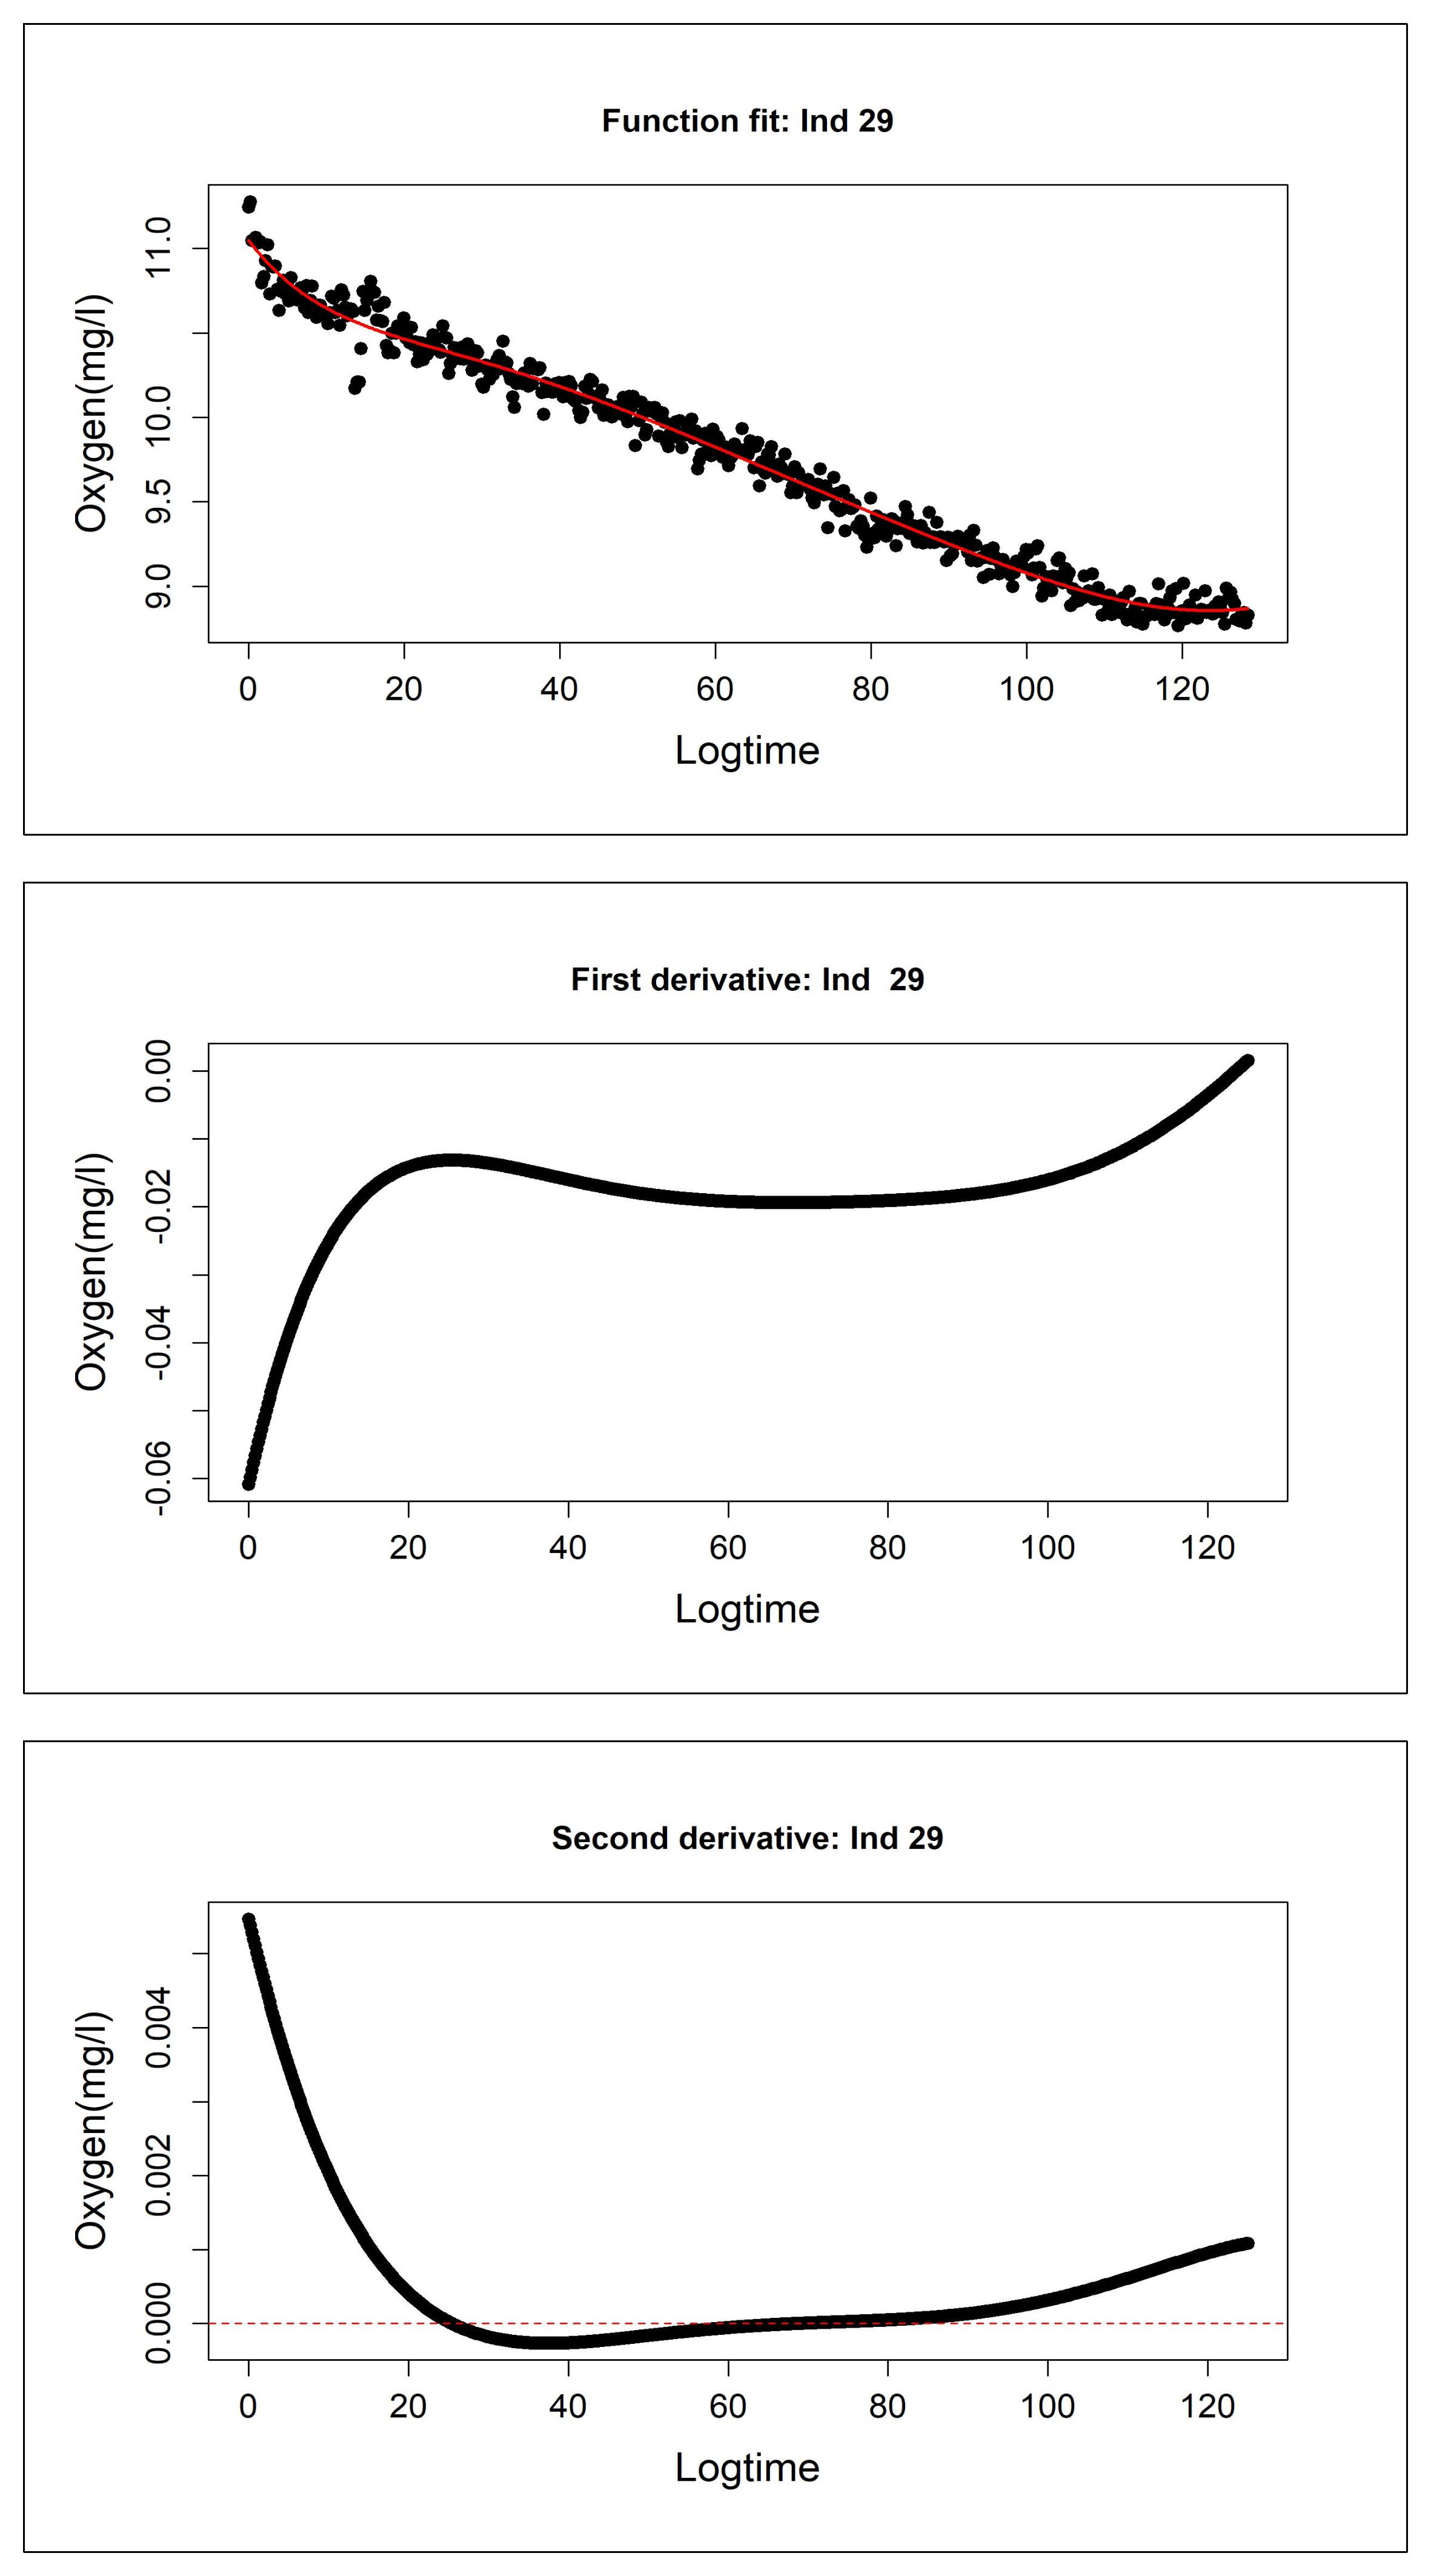 Function fit: Ind 29
Oxygen(mg/l)
11.0
10.0
9.5
9.0
0 20 40 60 80 100 120
Logtime
First derivative: Ind  29
Oxygen(mg/l)
0.00
-0.02
-0.04
-0.06
0 20 40 60 80 100 120
Logtime
Second derivative: Ind 29
Oxygen(mg/l)
0.004
0.002
0.000
0 20 40 60 80 100 120
Logtime